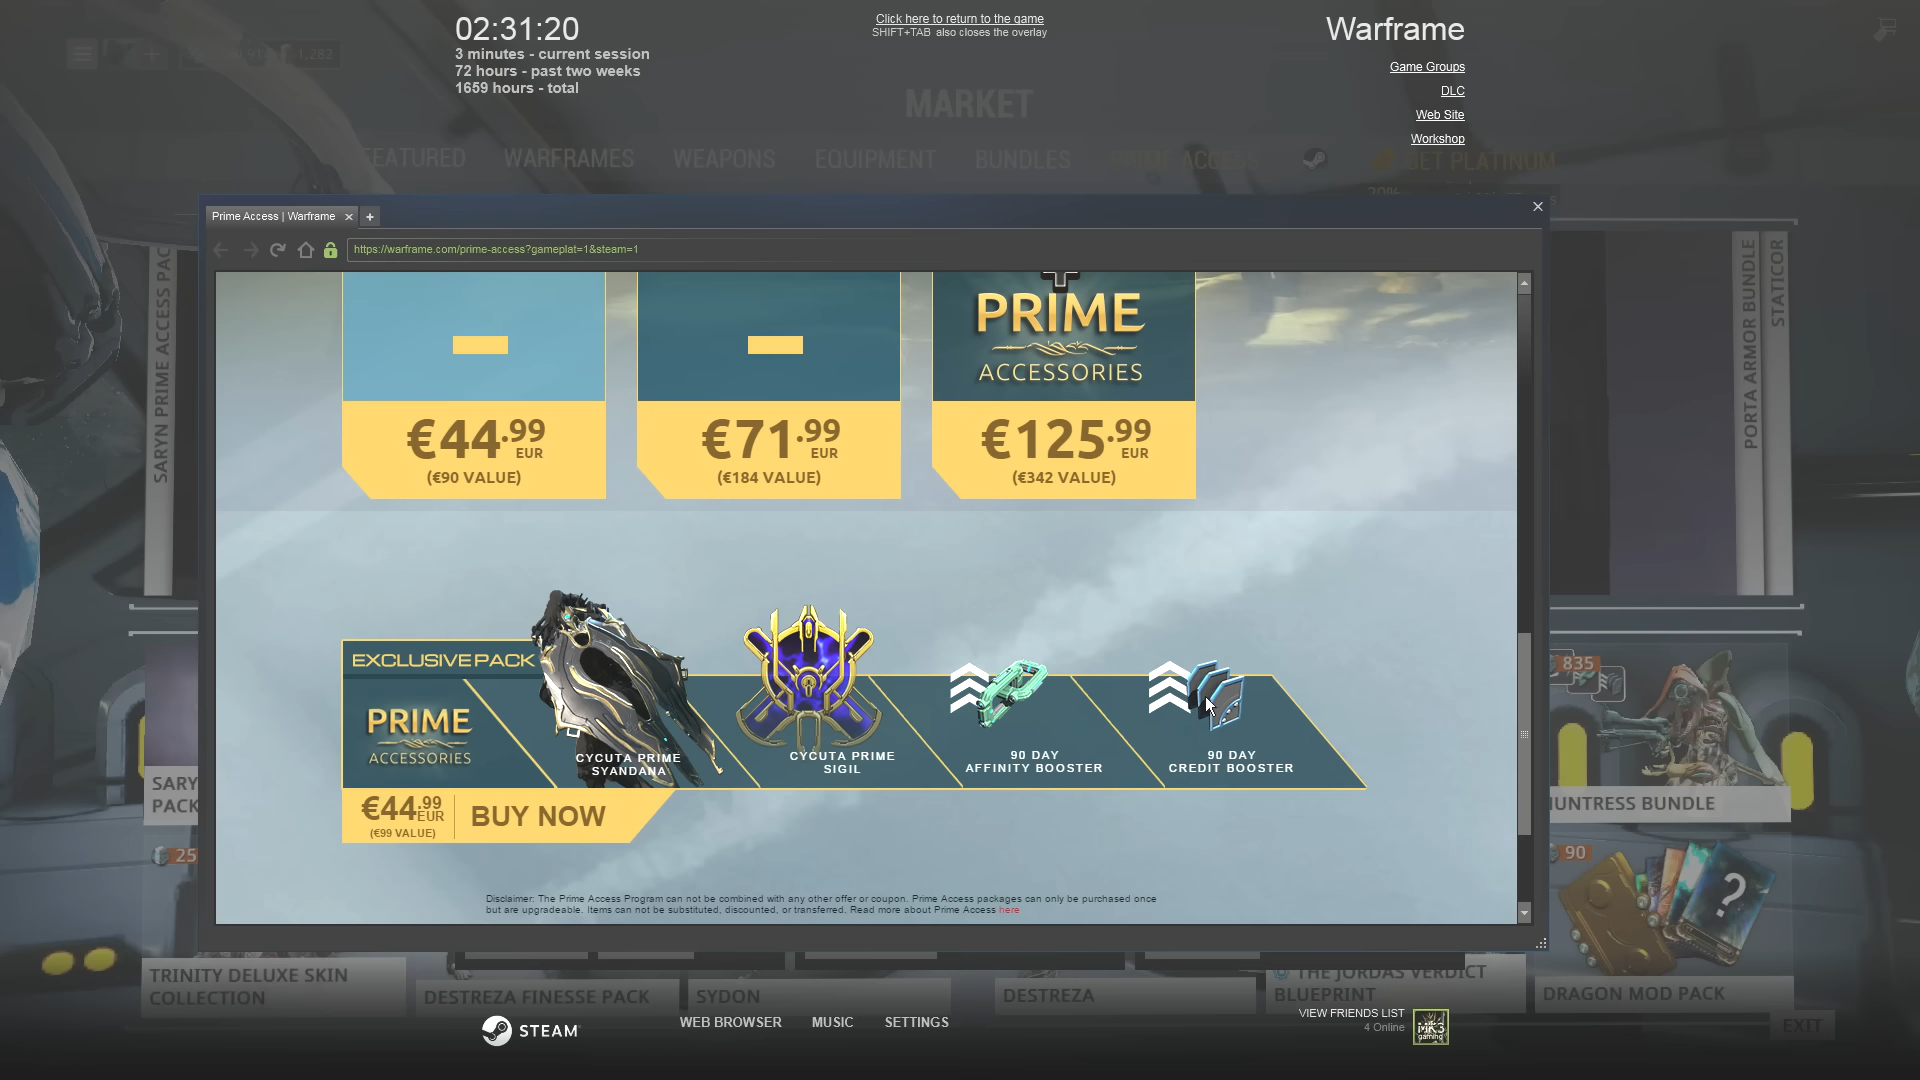 02:31:20
3 minutes - current session
72 hours - past two weeks
1659 hours - total
Click here to return to the game
SHIFT+TAB also closes the overlay
Warframe
Game Groups
DLC
Web Site
Workshop
MARKET
FEATURED
WARFRAMES
WEAPONS
EQUIPMENT
BUNDLES
PRIME ACCESS
GET PLATINUM
20%
Prime Access | Warframe
https://warframe.com/prime-access?gameplat=1&steam=1
SARYN PRIME ACCESS PAC
PORTA ARMOR BUNDLE
STATICOR
PRIME
ACCESSORIES
€44.99
EUR
(€90 VALUE)
€71.99
EUR
(€184 VALUE)
€125.99
EUR
(€342 VALUE)
EXCLUSIVE PACK
PRIME
ACCESSORIES
CYCUTA PRIME
SYANDANA
CYCUTA PRIME
SIGIL
90 DAY
AFFINITY BOOSTER
90 DAY
CREDIT BOOSTER
€44.99
EUR
(€99 VALUE)
BUY NOW
Disclaimer: The Prime Access Program can not be combined with any other offer or coupon. Prime Access packages can only be purchased once
but are upgradeable. Items can not be substituted, discounted, or transferred. Read more about Prime Access here
835
SARY
PACK
HUNTRESS BUNDLE
25
90
?
TRINITY DELUXE SKIN
COLLECTION
DESTREZA FINESSE PACK
SYDON
DESTREZA
THE JORDAS VERDICT
BLUEPRINT
DRAGON MOD PACK
STEAM
WEB BROWSER
MUSIC
SETTINGS
VIEW FRIENDS LIST
4 Online
MK3
gaming
EXIT